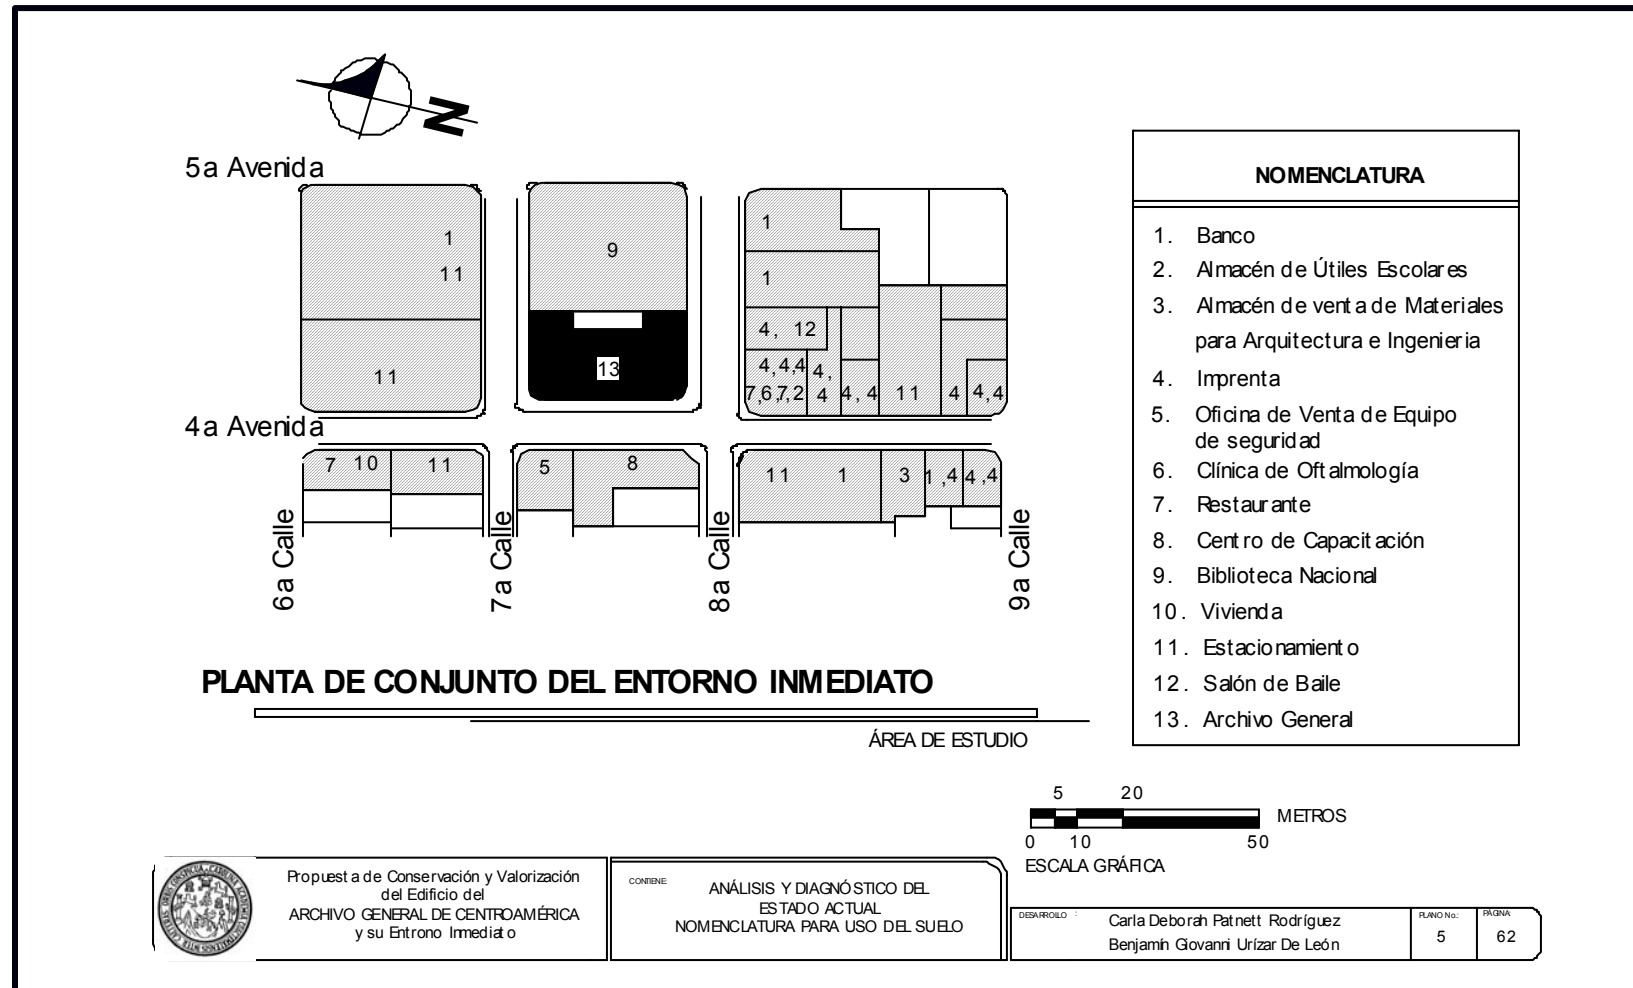 N
5a Avenida
1
11
9
1
1
4, 12
11
13
4,4,4
7,6,7,2
4,
4
4, 4
11
4
4,4
4a Avenida
7 10
11
5
8
11 1
3
1,4
4,4
6a Calle
7a Calle
8a Calle
9a Calle
PLANTA DE CONJUNTO DEL ENTORNO INMEDIATO
ÁREA DE ESTUDIO
NOMENCLATURA
1. Banco
2. Almacén de Útiles Escolares
3. Almacén de venta de Materiales
para Arquitectura e Ingenieria
4. Imprenta
5. Oficina de Venta de Equipo
de seguridad
6. Clínica de Oftalmología
7. Restaurante
8. Centro de Capacitación
9. Biblioteca Nacional
10. Vivienda
11. Estacionamiento
12. Salón de Baile
13. Archivo General
5 20
METROS
0 10 50
ESCALA GRÁFICA
Propuesta de Conservación y Valorización
del Edificio del
ARCHIVO GENERAL DE CENTROAMÉRICA
y su Entrono Inmediato
CONTIENE:
ANÁLISIS Y DIAGNÓSTICO DEL
ESTADO ACTUAL
NOMENCLATURA PARA USO DEL SUELO
DESARROLLO :
Carla Deborah Patnett Rodríguez
Benjamín Giovanni Urízar De León
PLANO No.:
5
PÁGINA:
62